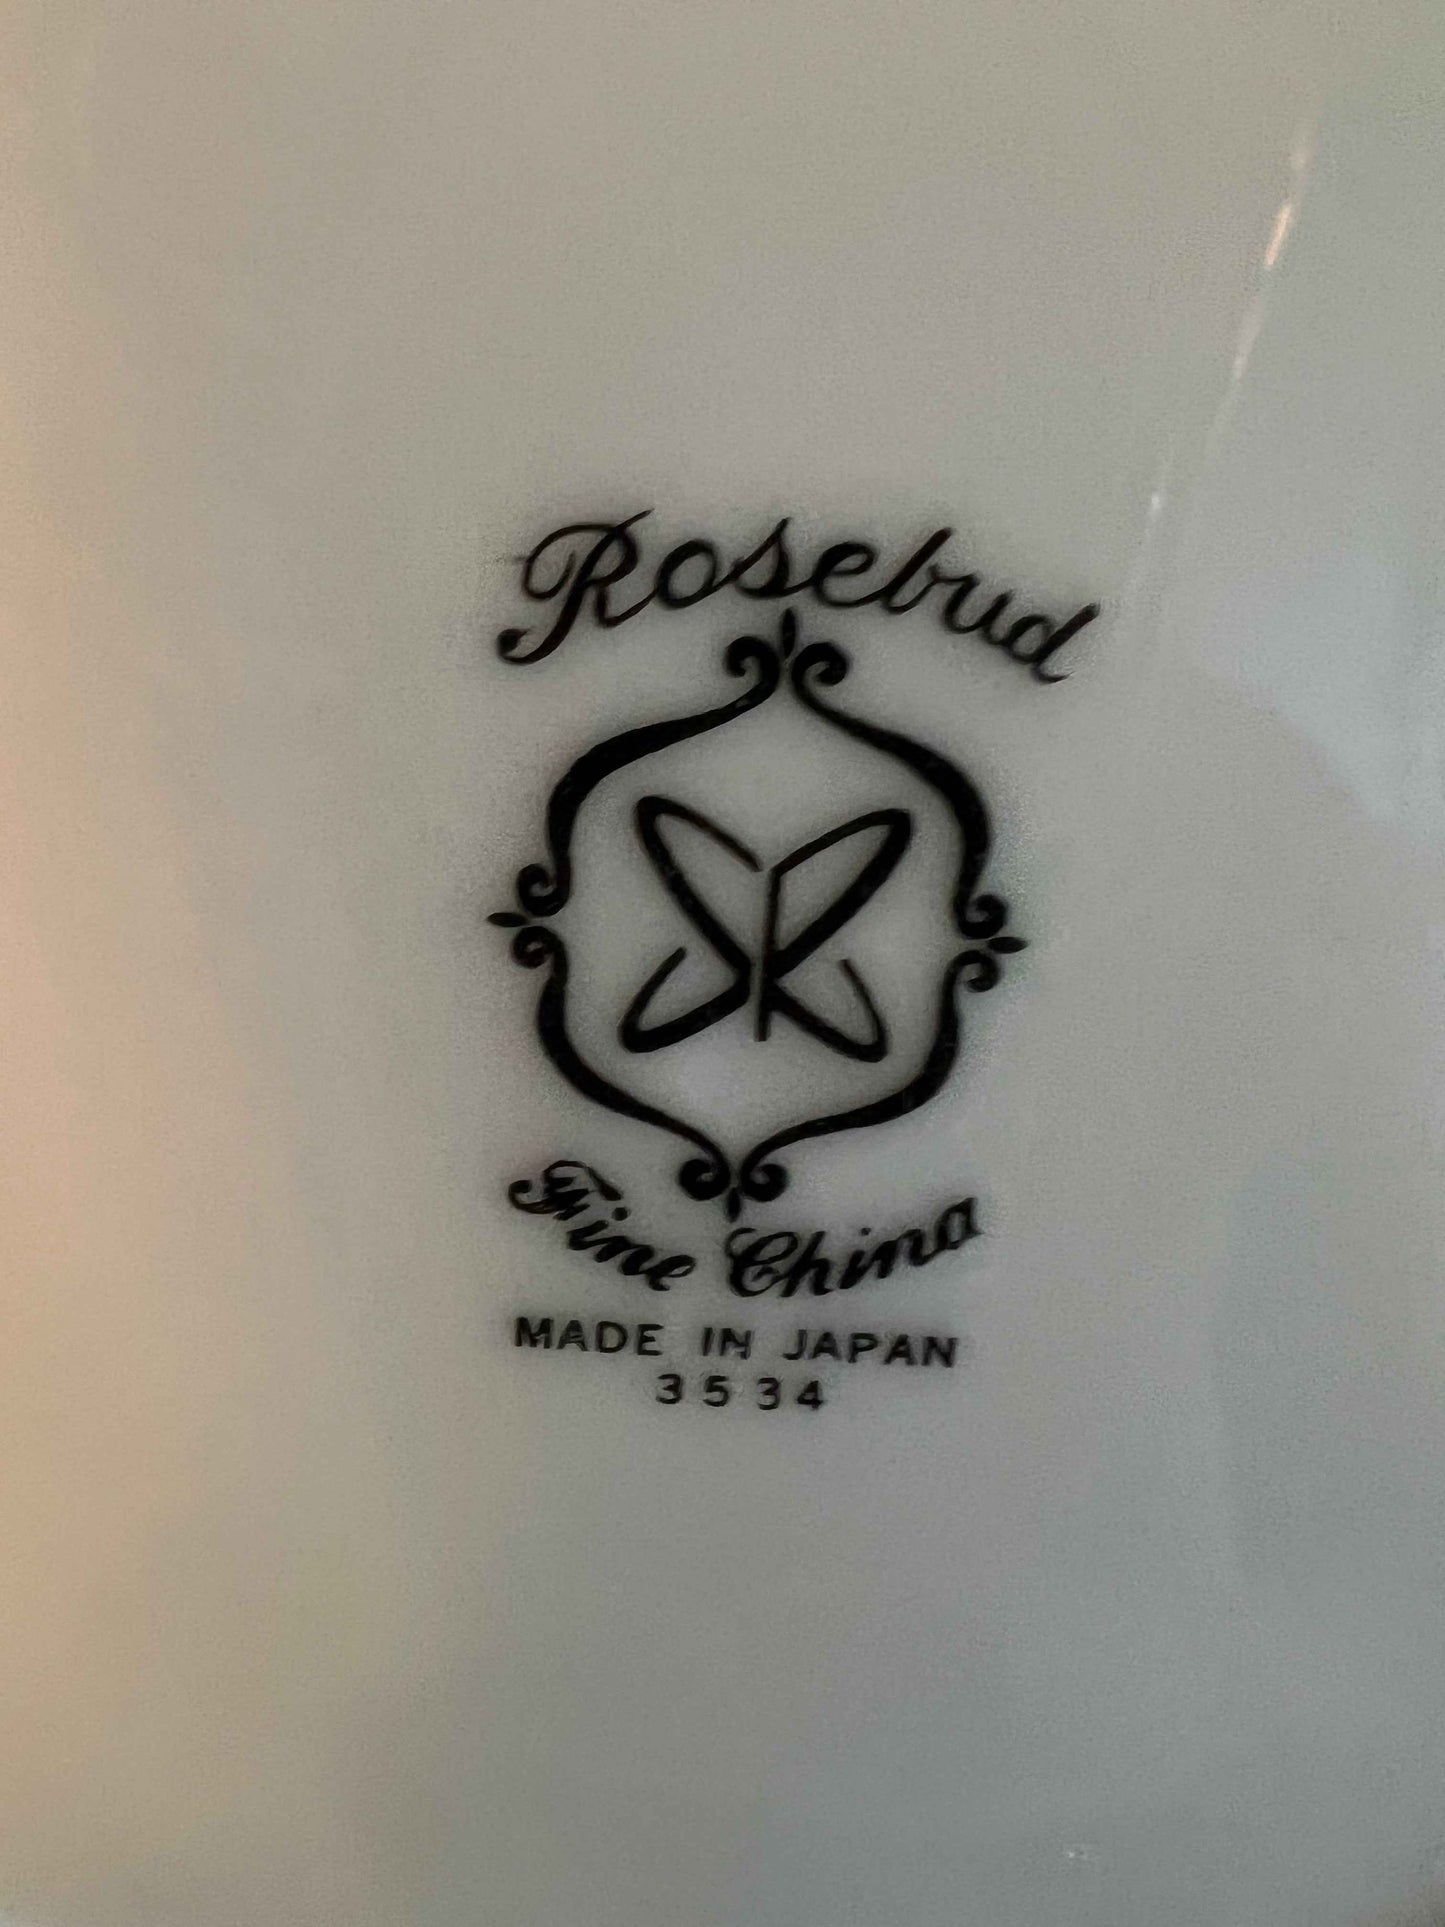 Rosebud
Fine China
MADE IN JAPAN
3534